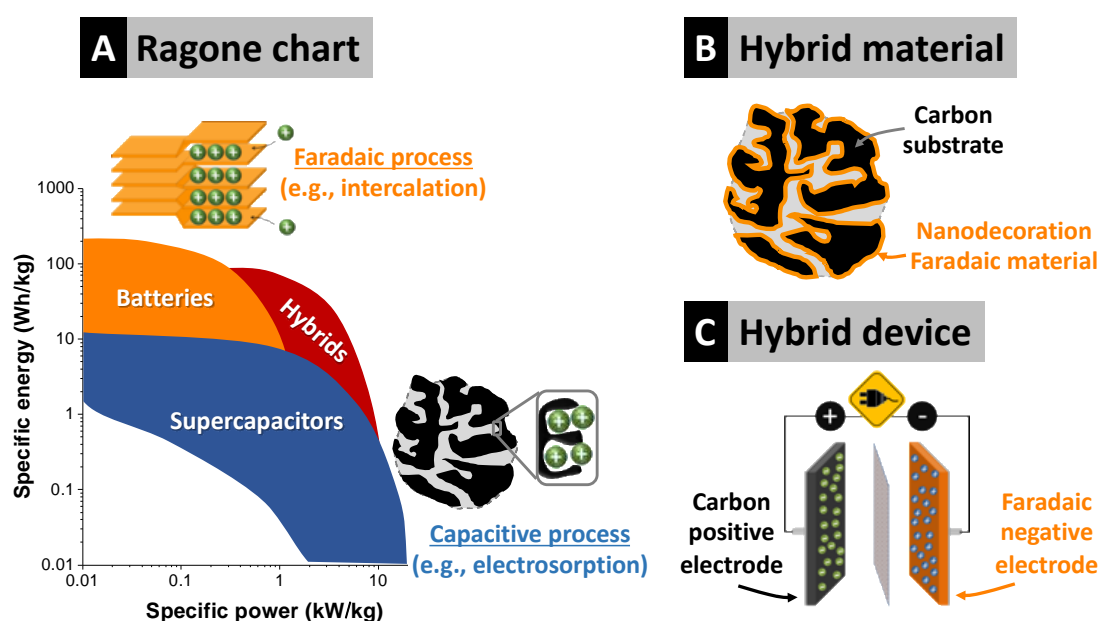 A Ragone chart
Faradaic process
(e.g., intercalation)
Specific energy (Wh/kg)
1000
100
10
1
0.1
0.01
Batteries
Hybrids
Supercapacitors
Capacitive process
(e.g., electrosorption)
0.01
0.1
1
10
Specific power (kW/kg)
B Hybrid material
Carbon
substrate
Nanodecoration
Faradaic material
C Hybrid device
Carbon
positive
electrode
Faradaic
negative
electrode